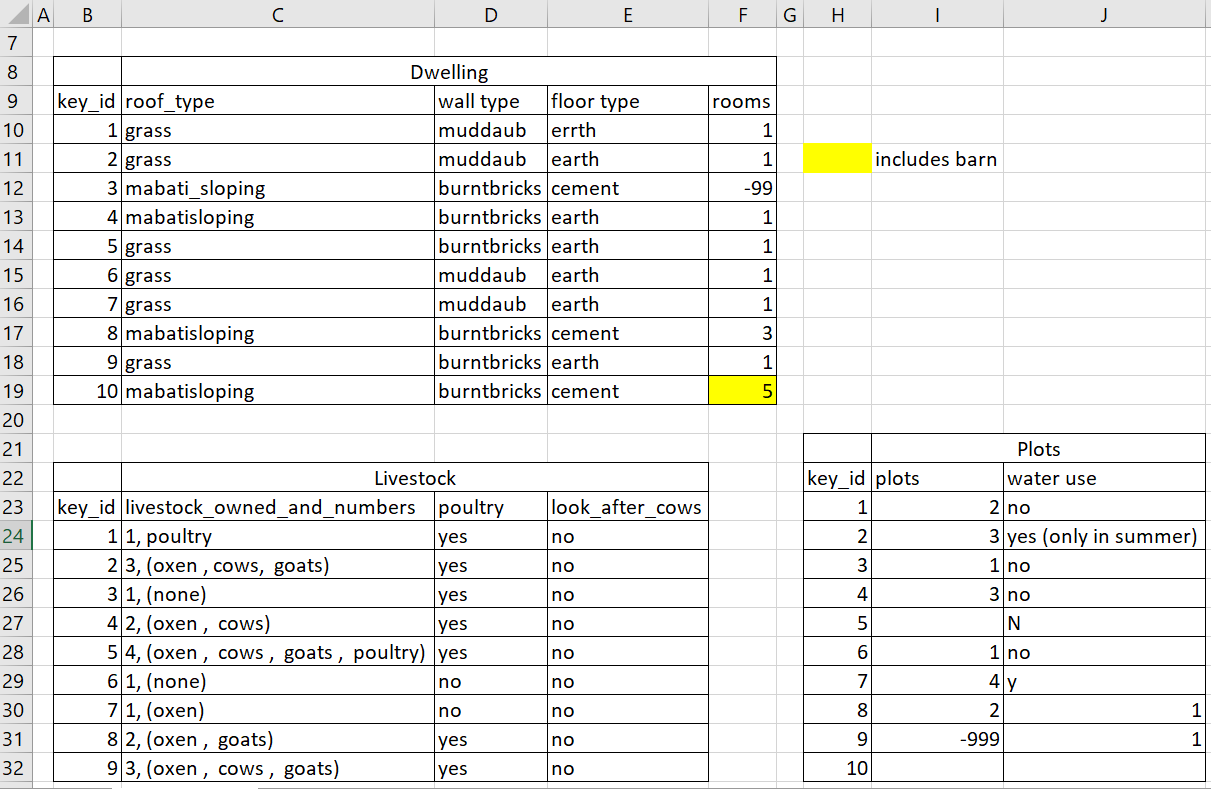 A B C D E F G H I J
7
8 Dwelling
9 key_id roof_type wall type floor type rooms
10 1 grass muddaub errth 1
11 2 grass muddaub earth 1 includes barn
12 3 mabati_sloping burntbricks cement -99
13 4 mabatisloping burntbricks earth 1
14 5 grass burntbricks earth 1
15 6 grass muddaub earth 1
16 7 grass muddaub earth 1
17 8 mabatisloping burntbricks cement 3
18 9 grass burntbricks earth 1
19 10 mabatisloping burntbricks cement 5
20
21 Plots
22 Livestock key_id plots water use
23 key_id livestock_owned_and_numbers poultry look_after_cows 1 2 no
24 1 1, poultry yes no 2 3 yes (only in summer)
25 2 3, (oxen , cows, goats) yes no 3 1 no
26 3 1, (none) yes no 4 3 no
27 4 2, (oxen , cows) yes no 5 N
28 5 4, (oxen , cows , goats , poultry) yes no 6 1 no
29 6 1, (none) no no 7 4 y
30 7 1, (oxen) no no 8 2 1
31 8 2, (oxen , goats) yes no 9 -999 1
32 9 3, (oxen , cows , goats) yes no 10